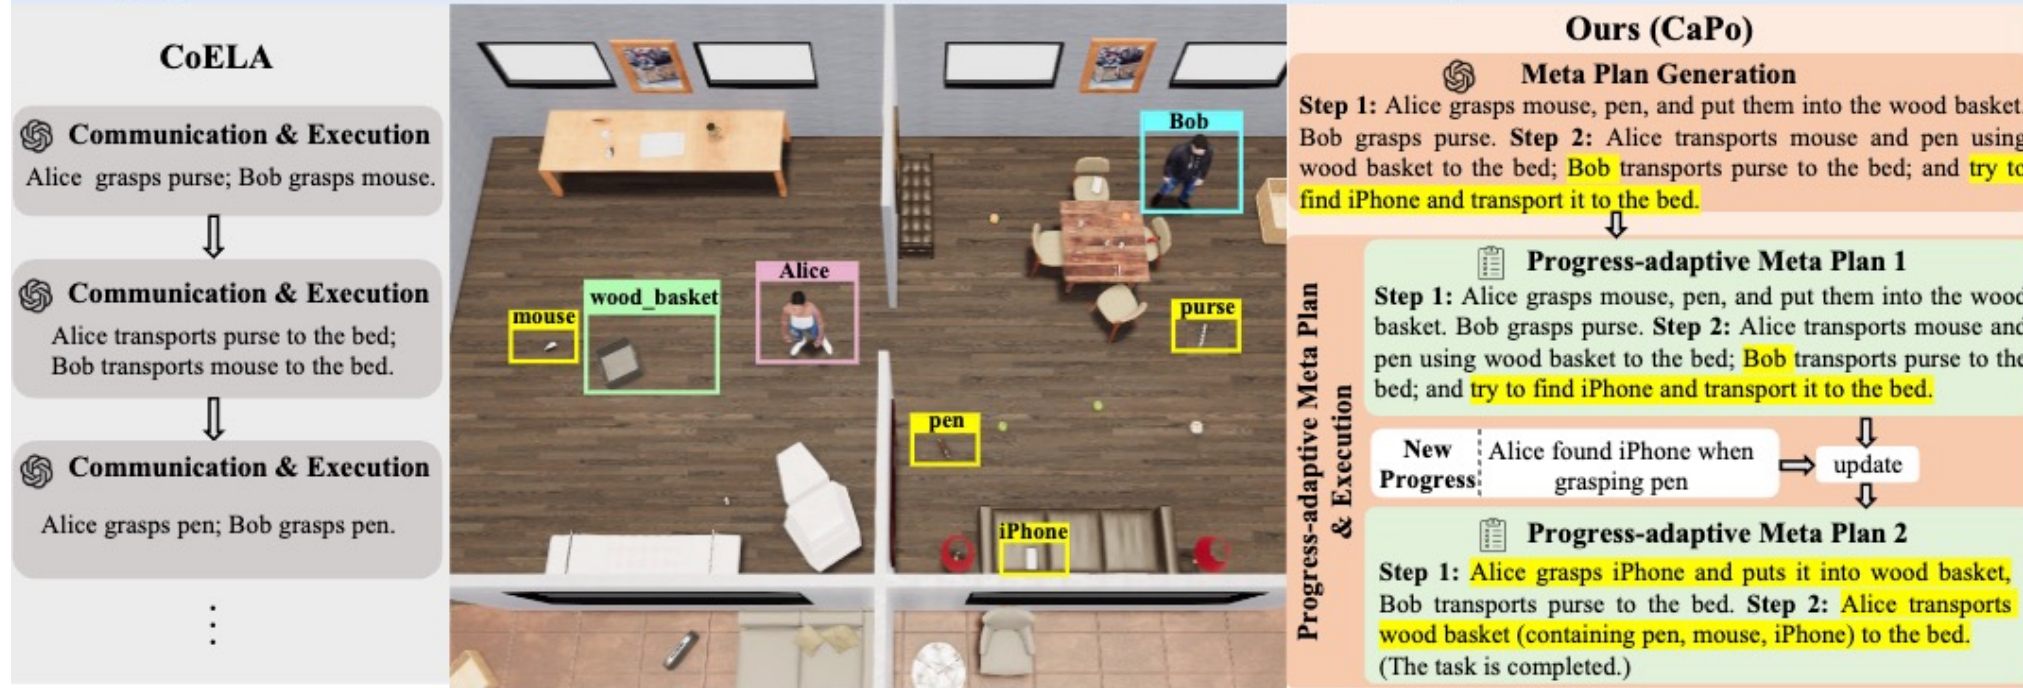 CoELA
Communication & Execution
Alice grasps purse; Bob grasps mouse.
Communication & Execution
Alice transports purse to the bed;
Bob transports mouse to the bed.
Communication & Execution
Alice grasps pen; Bob grasps pen.
Bob
Alice
wood_basket
mouse
purse
pen
iPhone
Ours (CaPo)
Meta Plan Generation
Step 1: Alice grasps mouse, pen, and put them into the wood basket.
Bob grasps purse. Step 2: Alice transports mouse and pen using
wood basket to the bed; Bob transports purse to the bed; and try to
find iPhone and transport it to the bed.
Progress-adaptive Meta Plan
& Execution
Progress-adaptive Meta Plan 1
Step 1: Alice grasps mouse, pen, and put them into the wood
basket. Bob grasps purse. Step 2: Alice transports mouse and
pen using wood basket to the bed; Bob transports purse to the
bed; and try to find iPhone and transport it to the bed.
New
Progress
Alice found iPhone when
grasping pen
update
Progress-adaptive Meta Plan 2
Step 1: Alice grasps iPhone and puts it into wood basket,
Bob transports purse to the bed. Step 2: Alice transports
wood basket (containing pen, mouse, iPhone) to the bed.
(The task is completed.)